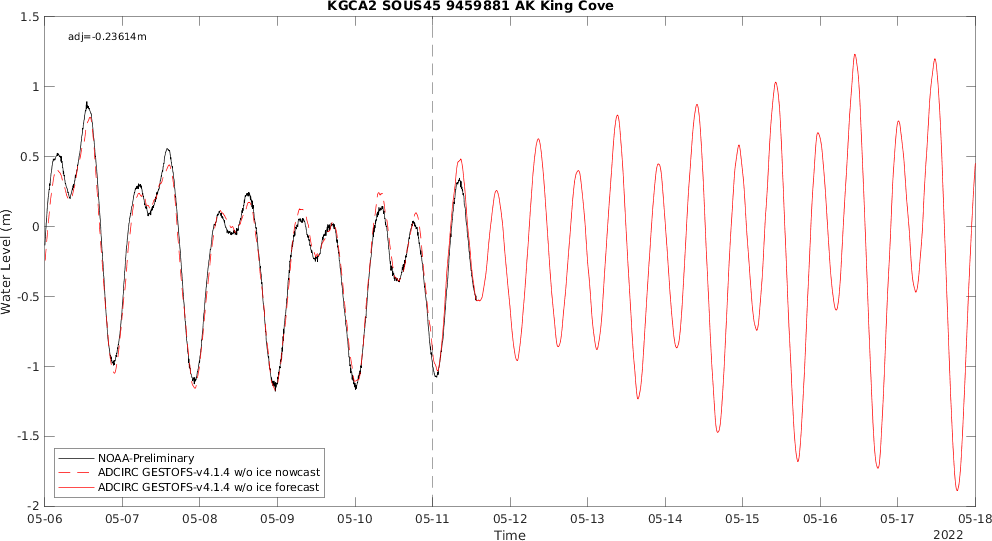 KGCA2 SOUS45 9459881 AK King Cove
adj=-0.23614m
1.5
1
0.5
0
-0.5
-1
-1.5
-2
Water Level (m)
NOAA-Preliminary
ADCIRC GESTOFS-v4.1.4 w/o ice nowcast
ADCIRC GESTOFS-v4.1.4 w/o ice forecast
05-06 05-07 05-08 05-09 05-10 05-11 05-12 05-13 05-14 05-15 05-16 05-17 05-18
Time
2022